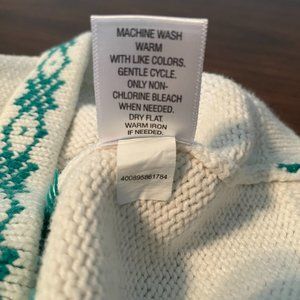 MACHINE WASH
WARM
WITH LIKE COLORS.
GENTLE CYCLE.
ONLY NON-
CHLORINE BLEACH
WHEN NEEDED.
DRY FLAT.
WARM IRON
IF NEEDED.
400895861784